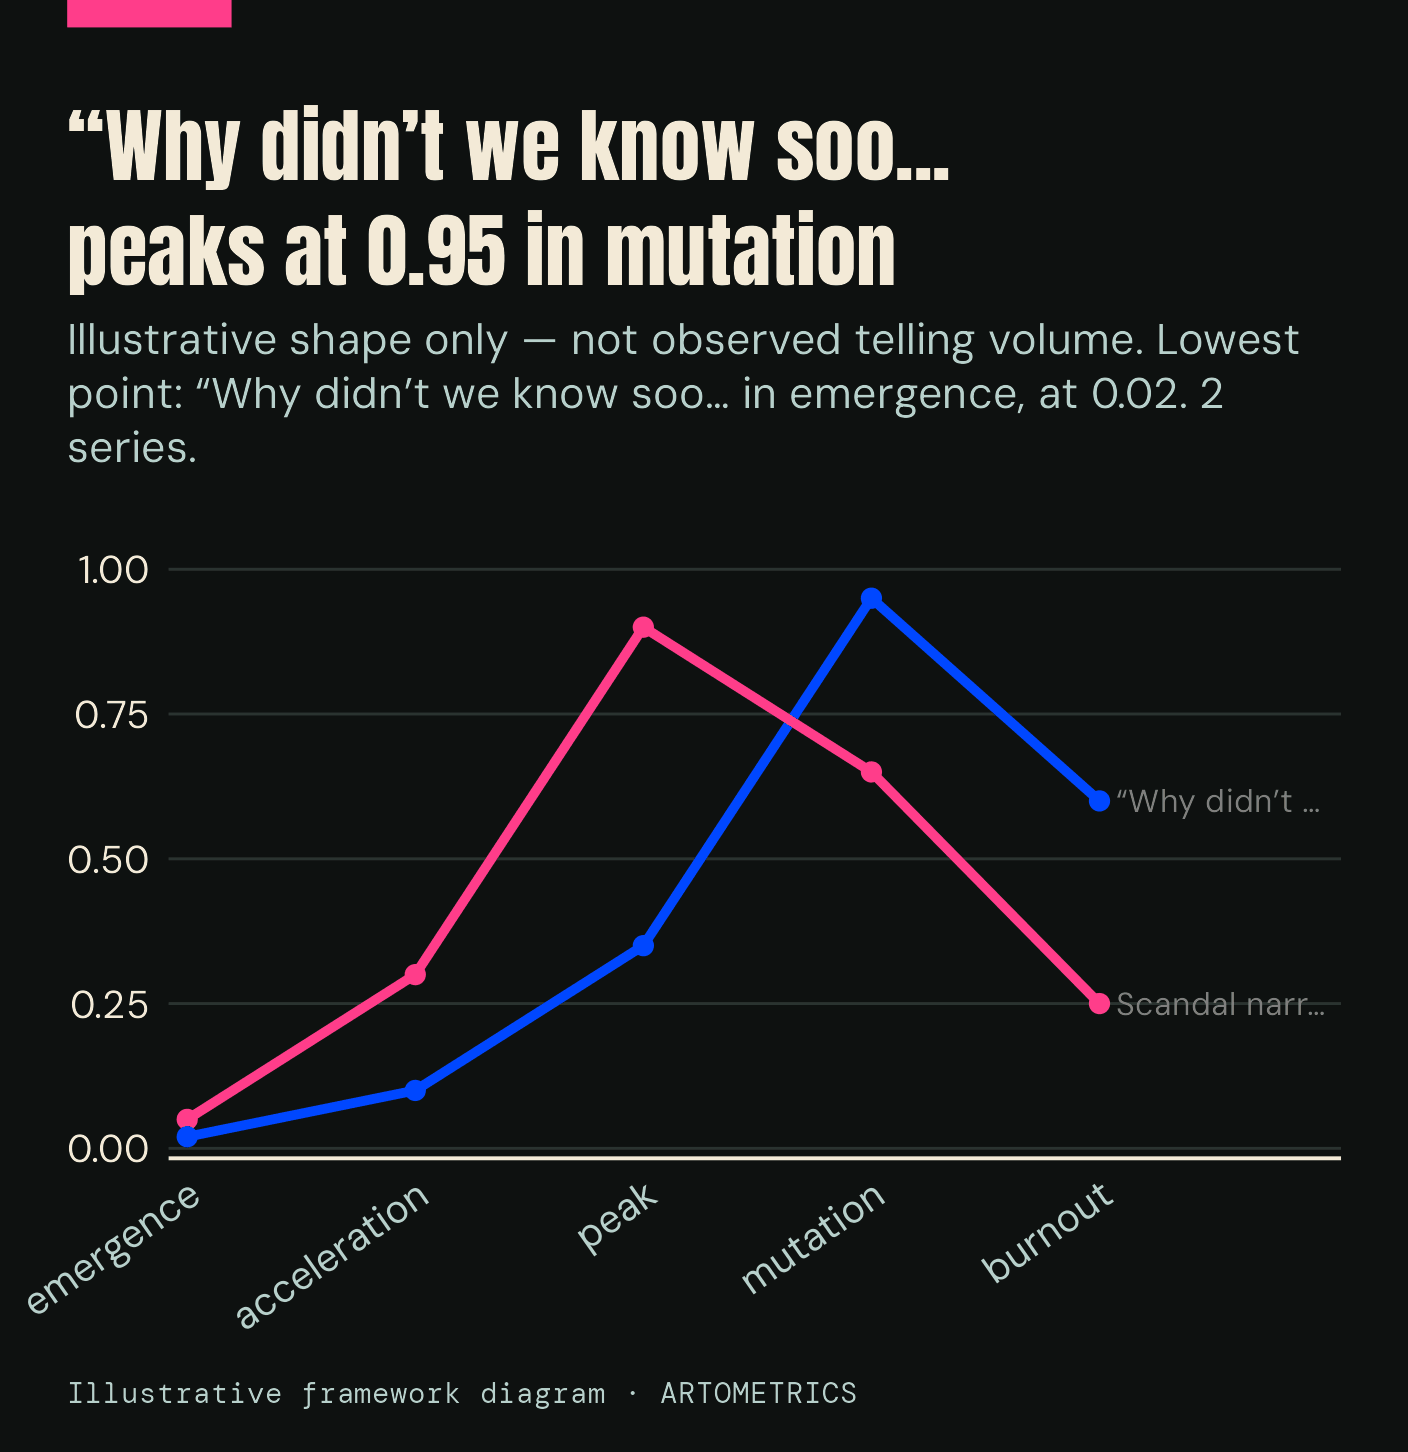 “Why didn’t we know soo…
peaks at 0.95 in mutation
Illustrative shape only — not observed telling volume. Lowest
point: “Why didn’t we know soo… in emergence, at 0.02. 2
series.
1.00
0.75
0.50
0.25
0.00
“Why didn’t …
Scandal narr…
emergence
acceleration
peak
mutation
burnout
Illustrative framework diagram · ARTOMETRICS